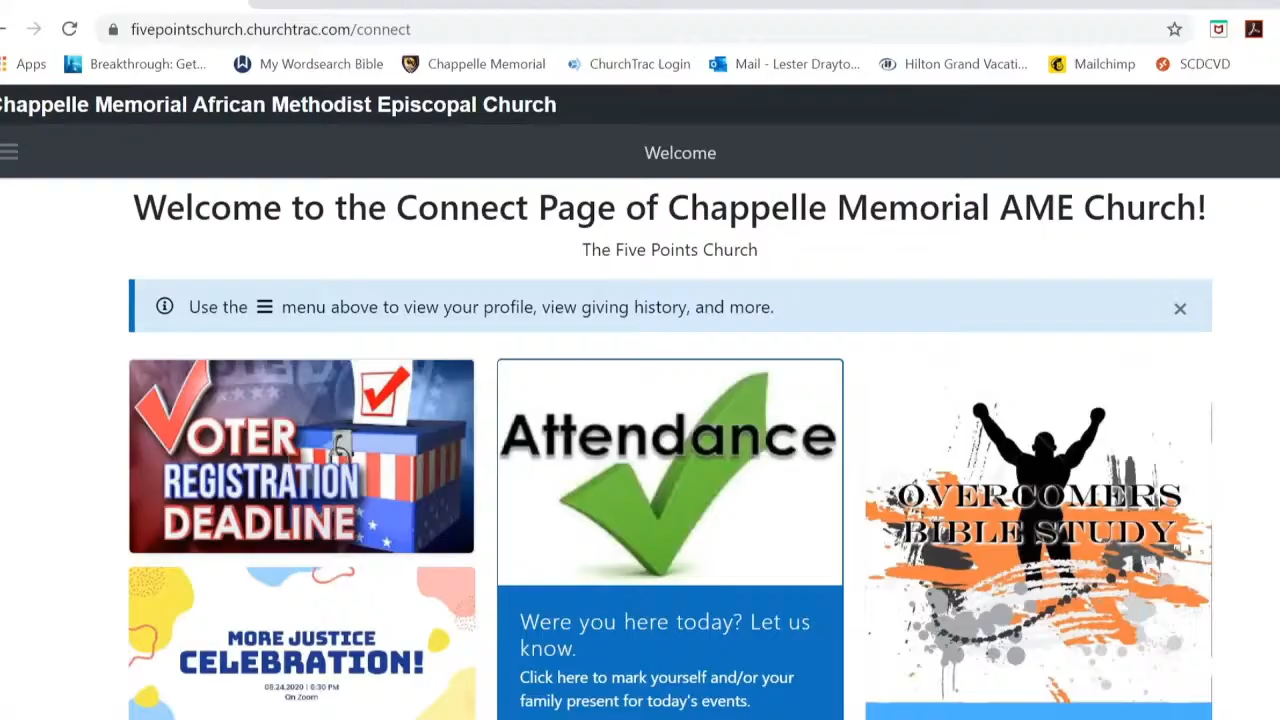 fivepointschurch.churchtrac.com/connect
Apps Breakthrough: Get... My Wordsearch Bible Chappelle Memorial ChurchTrac Login Mail - Lester Drayto... Hilton Grand Vacati... Mailchimp SCDCVD
Chappelle Memorial African Methodist Episcopal Church
Welcome
Welcome to the Connect Page of Chappelle Memorial AME Church!
The Five Points Church
Use the menu above to view your profile, view giving history, and more.
VOTER
REGISTRATION
DEADLINE
MORE JUSTICE
CELEBRATION!
08.24.2020 | 6:30 PM
On Zoom
Attendance
Were you here today? Let us
know.
Click here to mark yourself and/or your
family present for today's events.
OVERCOMERS
BIBLE STUDY